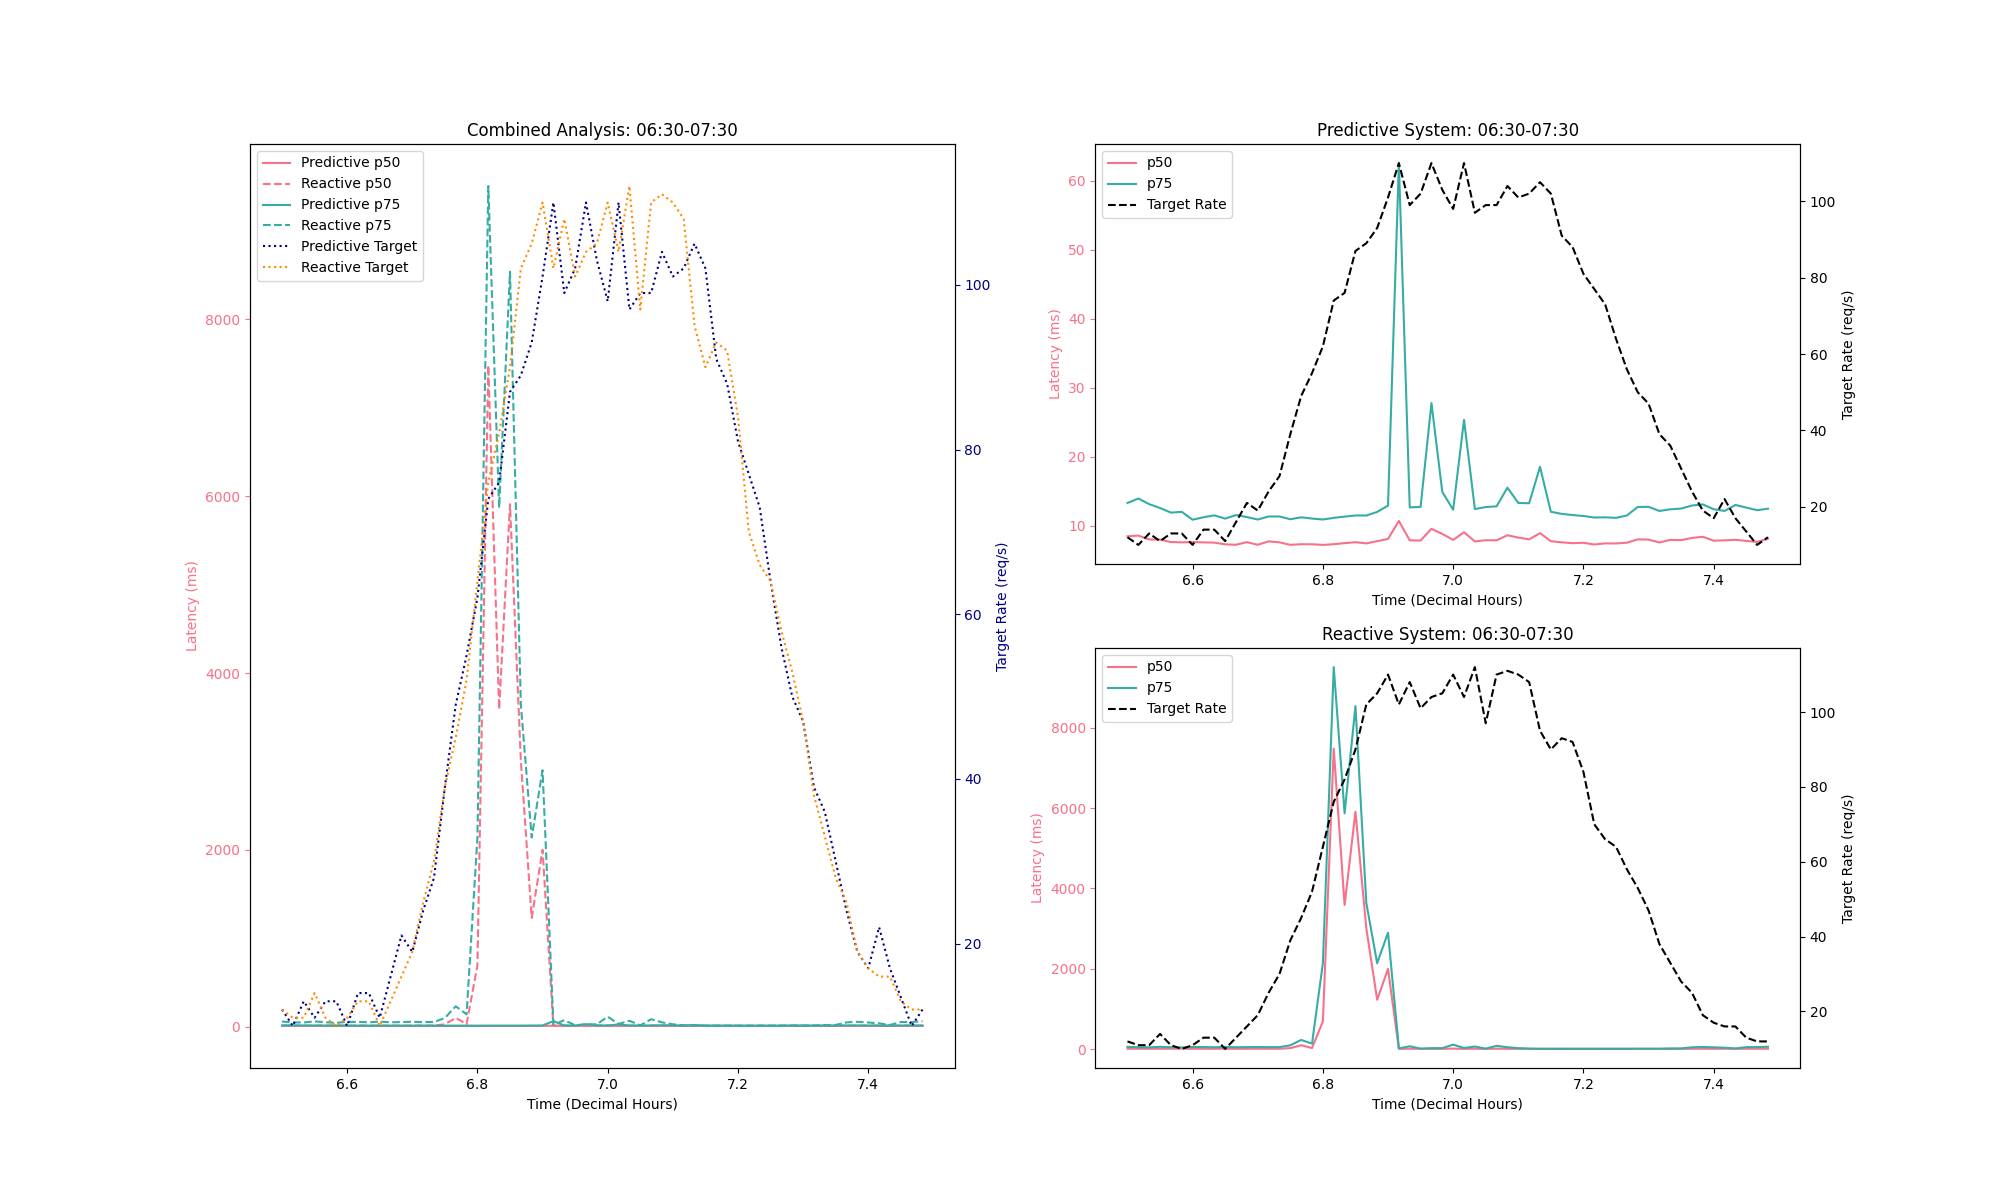 Combined Analysis: 06:30-07:30
Predictive p50
Reactive p50
Predictive p75
Reactive p75
Predictive Target
Reactive Target
8000
6000
4000
2000
0
Latency (ms)
100
80
60
40
20
Target Rate (req/s)
6.6 6.8 7.0 7.2 7.4
Time (Decimal Hours)
Predictive System: 06:30-07:30
p50
p75
Target Rate
60
50
40
30
20
10
Latency (ms)
100
80
60
40
20
Target Rate (req/s)
6.6 6.8 7.0 7.2 7.4
Time (Decimal Hours)
Reactive System: 06:30-07:30
p50
p75
Target Rate
8000
6000
4000
2000
0
Latency (ms)
100
80
60
40
20
Target Rate (req/s)
6.6 6.8 7.0 7.2 7.4
Time (Decimal Hours)